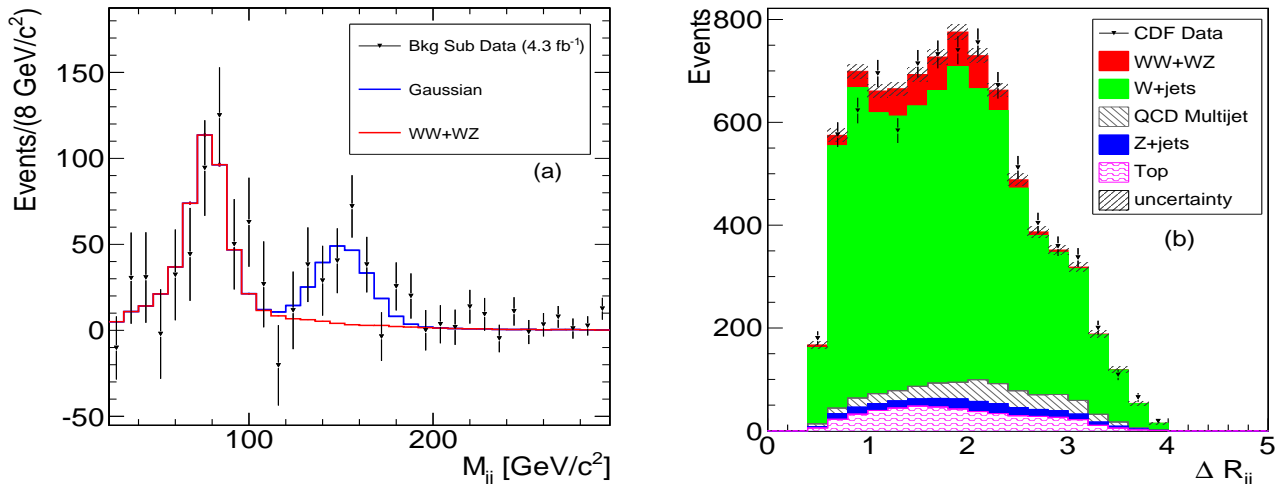 Events/(8 GeV/c²)
150
100
50
0
-50
Bkg Sub Data (4.3 fb⁻¹)
Gaussian
WW+WZ
(a)
100
200
M_jj [GeV/c²]
Events
800
600
400
200
0
CDF Data
WW+WZ
W+jets
QCD Multijet
Z+jets
Top
uncertainty
(b)
0
1
2
3
4
5
Δ R_jj